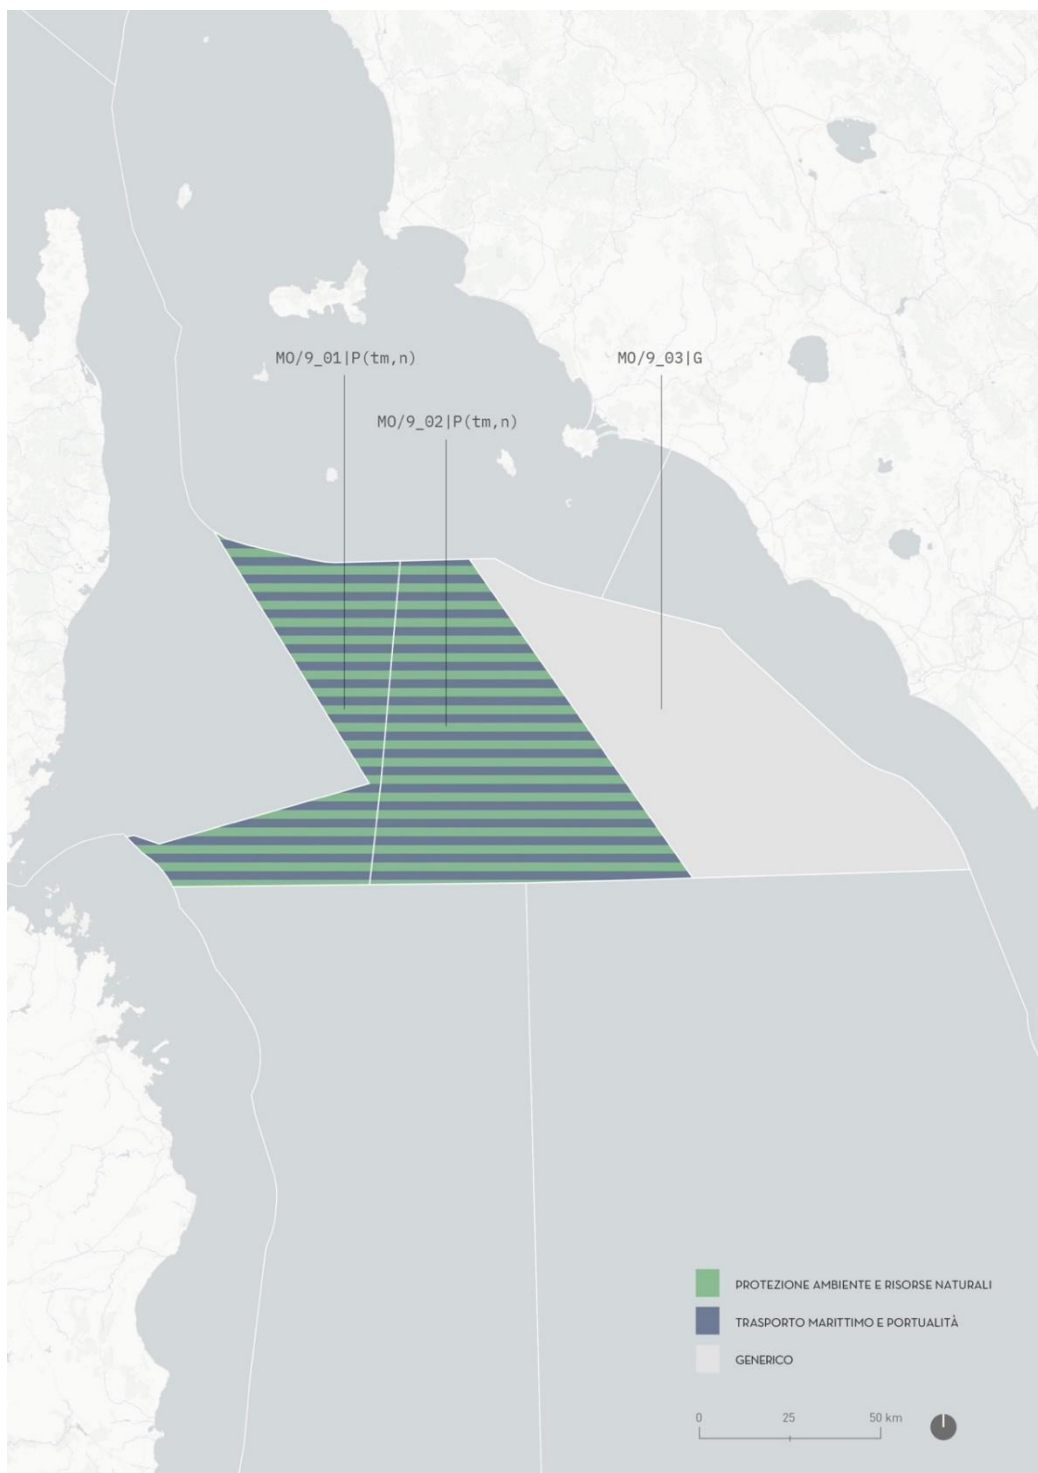 MO/9_01|P(tm,n)
MO/9_03|G
MO/9_02|P(tm,n)
PROTEZIONE AMBIENTE E RISORSE NATURALI
TRASPORTO MARITTIMO E PORTUALITÀ
GENERICO
0 25 50 km